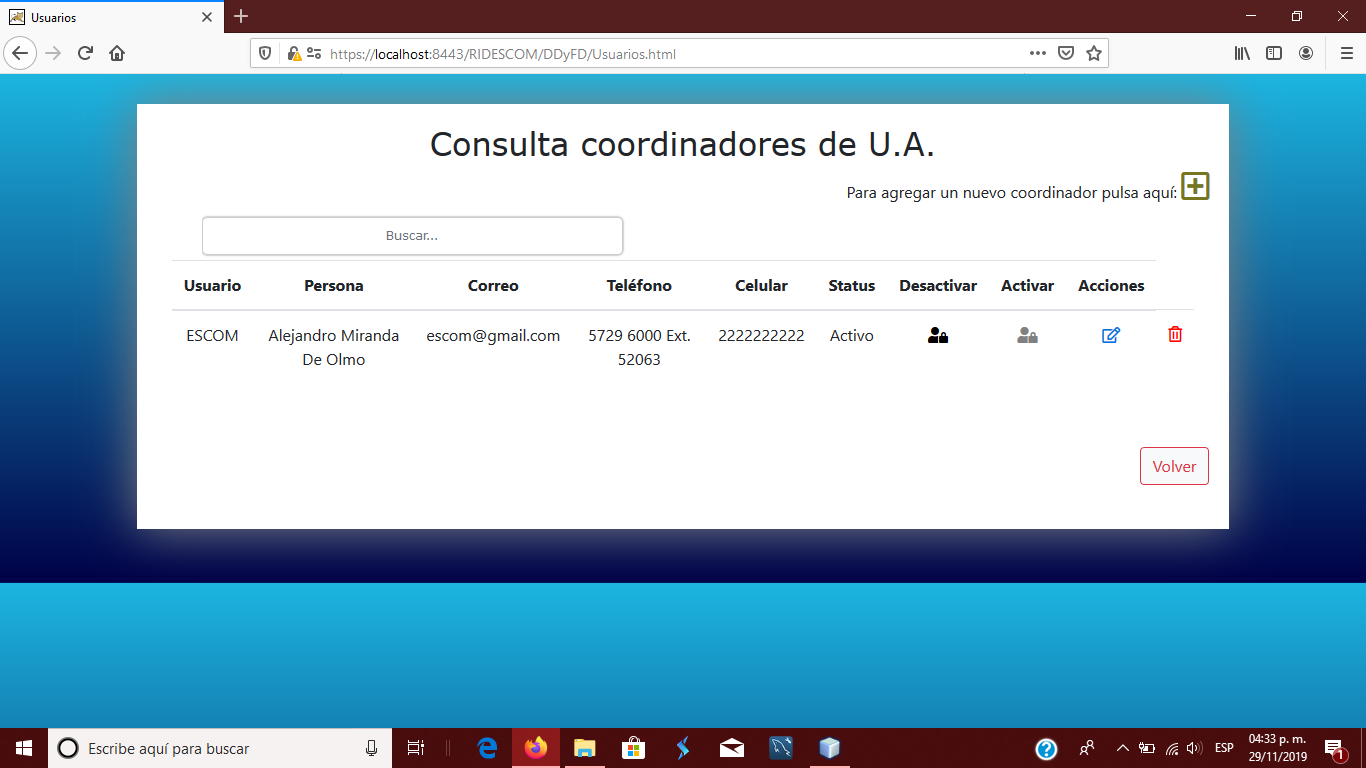 Usuarios
https://localhost:8443/RIDESCOM/DDyFD/Usuarios.html
Consulta coordinadores de U.A.
Para agregar un nuevo coordinador pulsa aquí:
Buscar...
Usuario Persona Correo Teléfono Celular Status Desactivar Activar Acciones
ESCOM Alejandro Miranda escom@gmail.com 5729 6000 Ext. 2222222222 Activo
De Olmo 52063
Volver
Escribe aquí para buscar
ESP
04:33 p. m.
29/11/2019
1